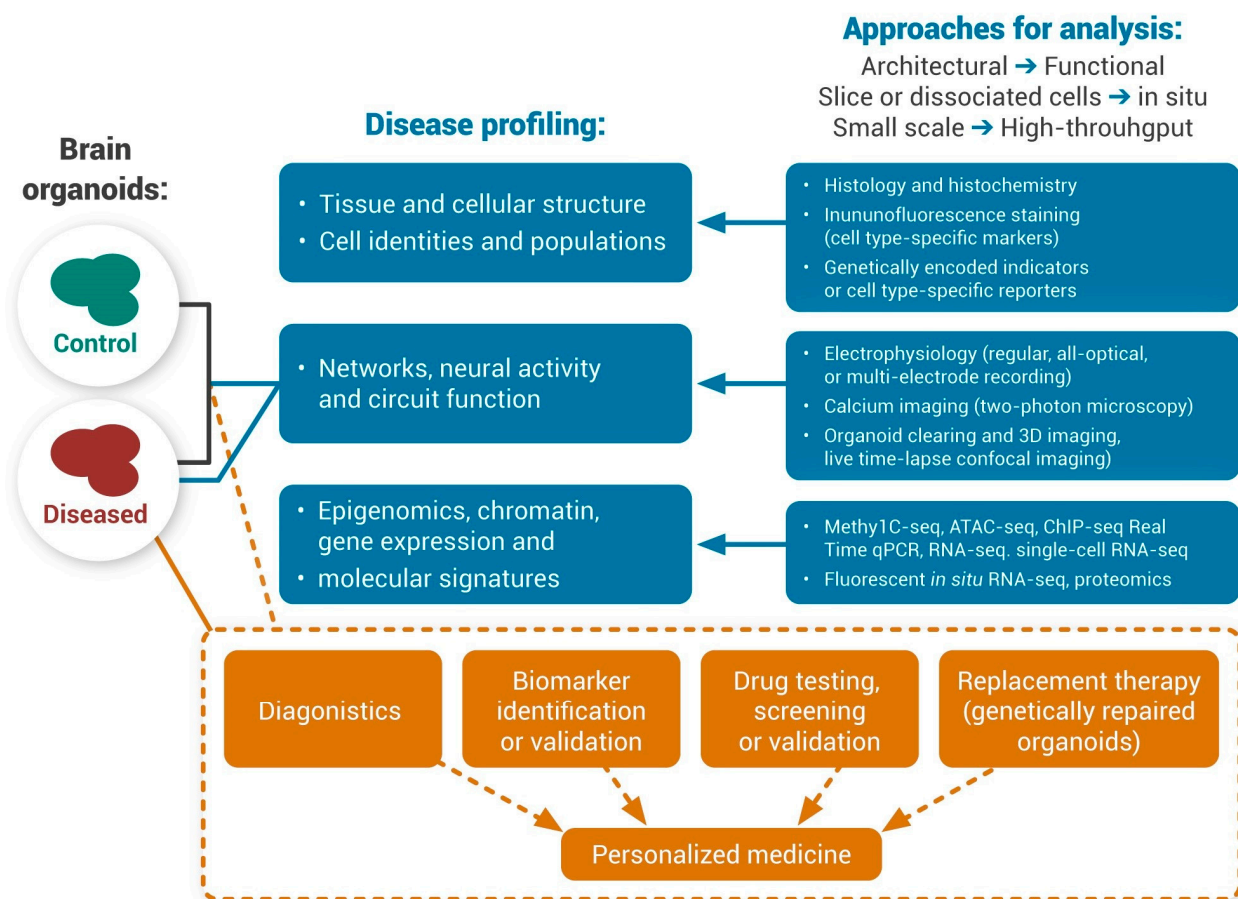 Brain
organoids:
Control
Diseased
Disease profiling:
• Tissue and cellular structure
• Cell identities and populations
• Networks, neural activity
and circuit function
• Epigenomics, chromatin,
gene expression and
• molecular signatures
Approaches for analysis:
Architectural ➔ Functional
Slice or dissociated cells ➔ in situ
Small scale ➔ High-throuhgput
• Histology and histochemistry
• Inununofluorescence staining
(cell type-specific markers)
• Genetically encoded indicators
or cell type-specific reporters
• Electrophysiology (regular, all-optical,
or multi-electrode recording)
• Calcium imaging (two-photon microscopy)
• Organoid clearing and 3D imaging,
live time-lapse confocal imaging)
• Methy1C-seq, ATAC-seq, ChIP-seq Real
Time qPCR, RNA-seq. single-cell RNA-seq
• Fluorescent in situ RNA-seq, proteomics
Diagonistics
Biomarker
identification
or validation
Drug testing,
screening
or validation
Replacement therapy
(genetically repaired
organoids)
Personalized medicine